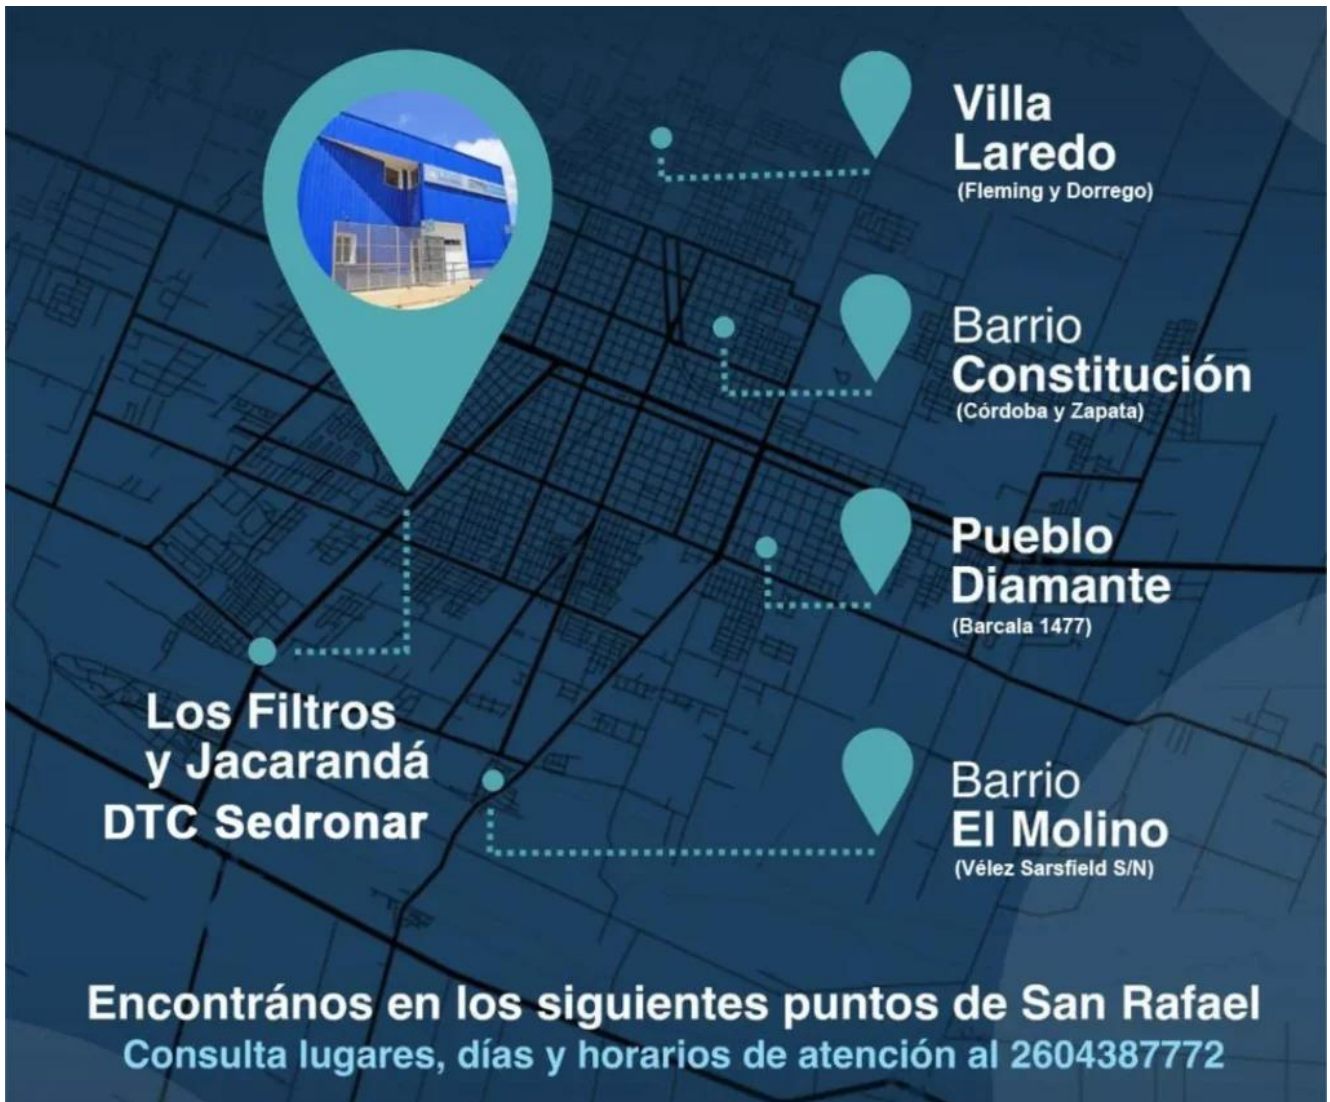 Villa
Laredo
(Fleming y Dorrego)
Barrio
Constitución
(Córdoba y Zapata)
Pueblo
Diamante
(Barcala 1477)
Los Filtros
y Jacarandá
DTC Sedronar
Barrio
El Molino
(Vélez Sarsfield S/N)
Encontrános en los siguientes puntos de San Rafael
Consulta lugares, días y horarios de atención al 2604387772